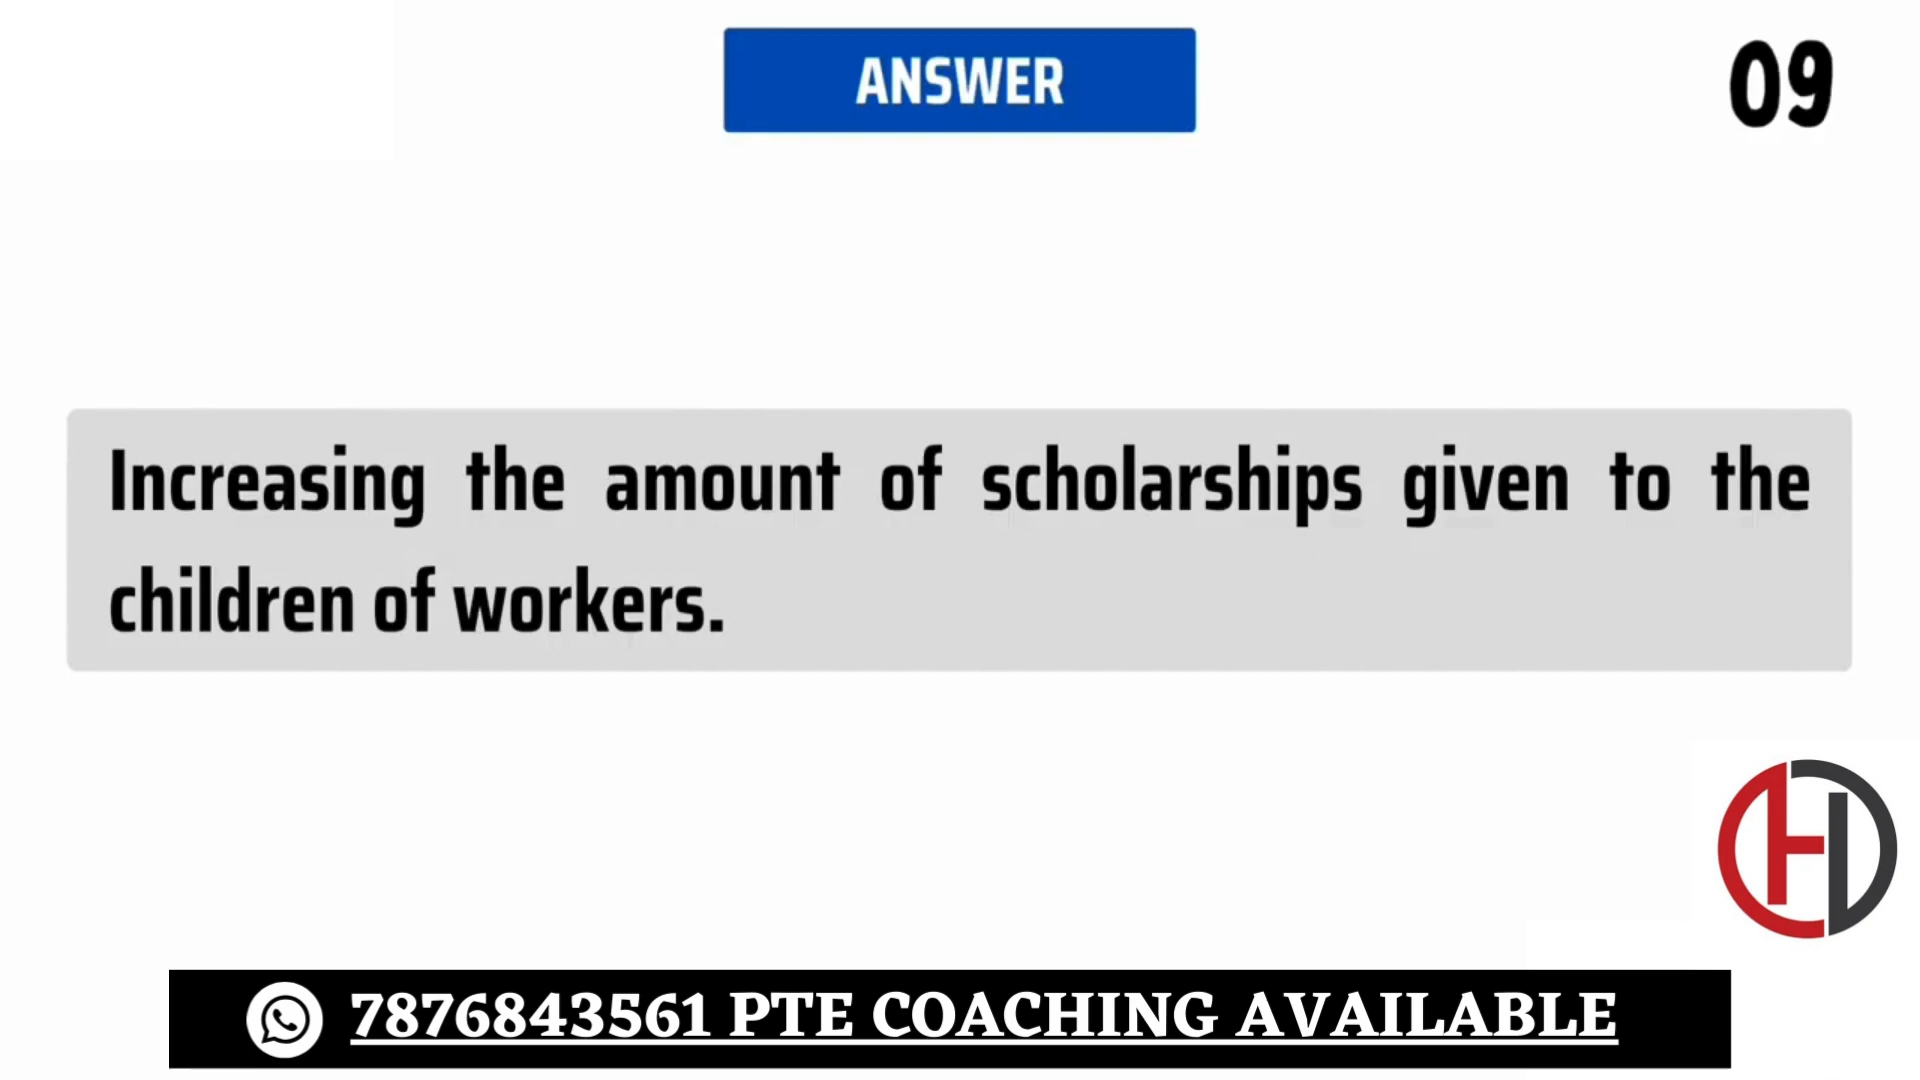 ANSWER
09
Increasing the amount of scholarships given to the
children of workers.
7876843561 PTE COACHING AVAILABLE